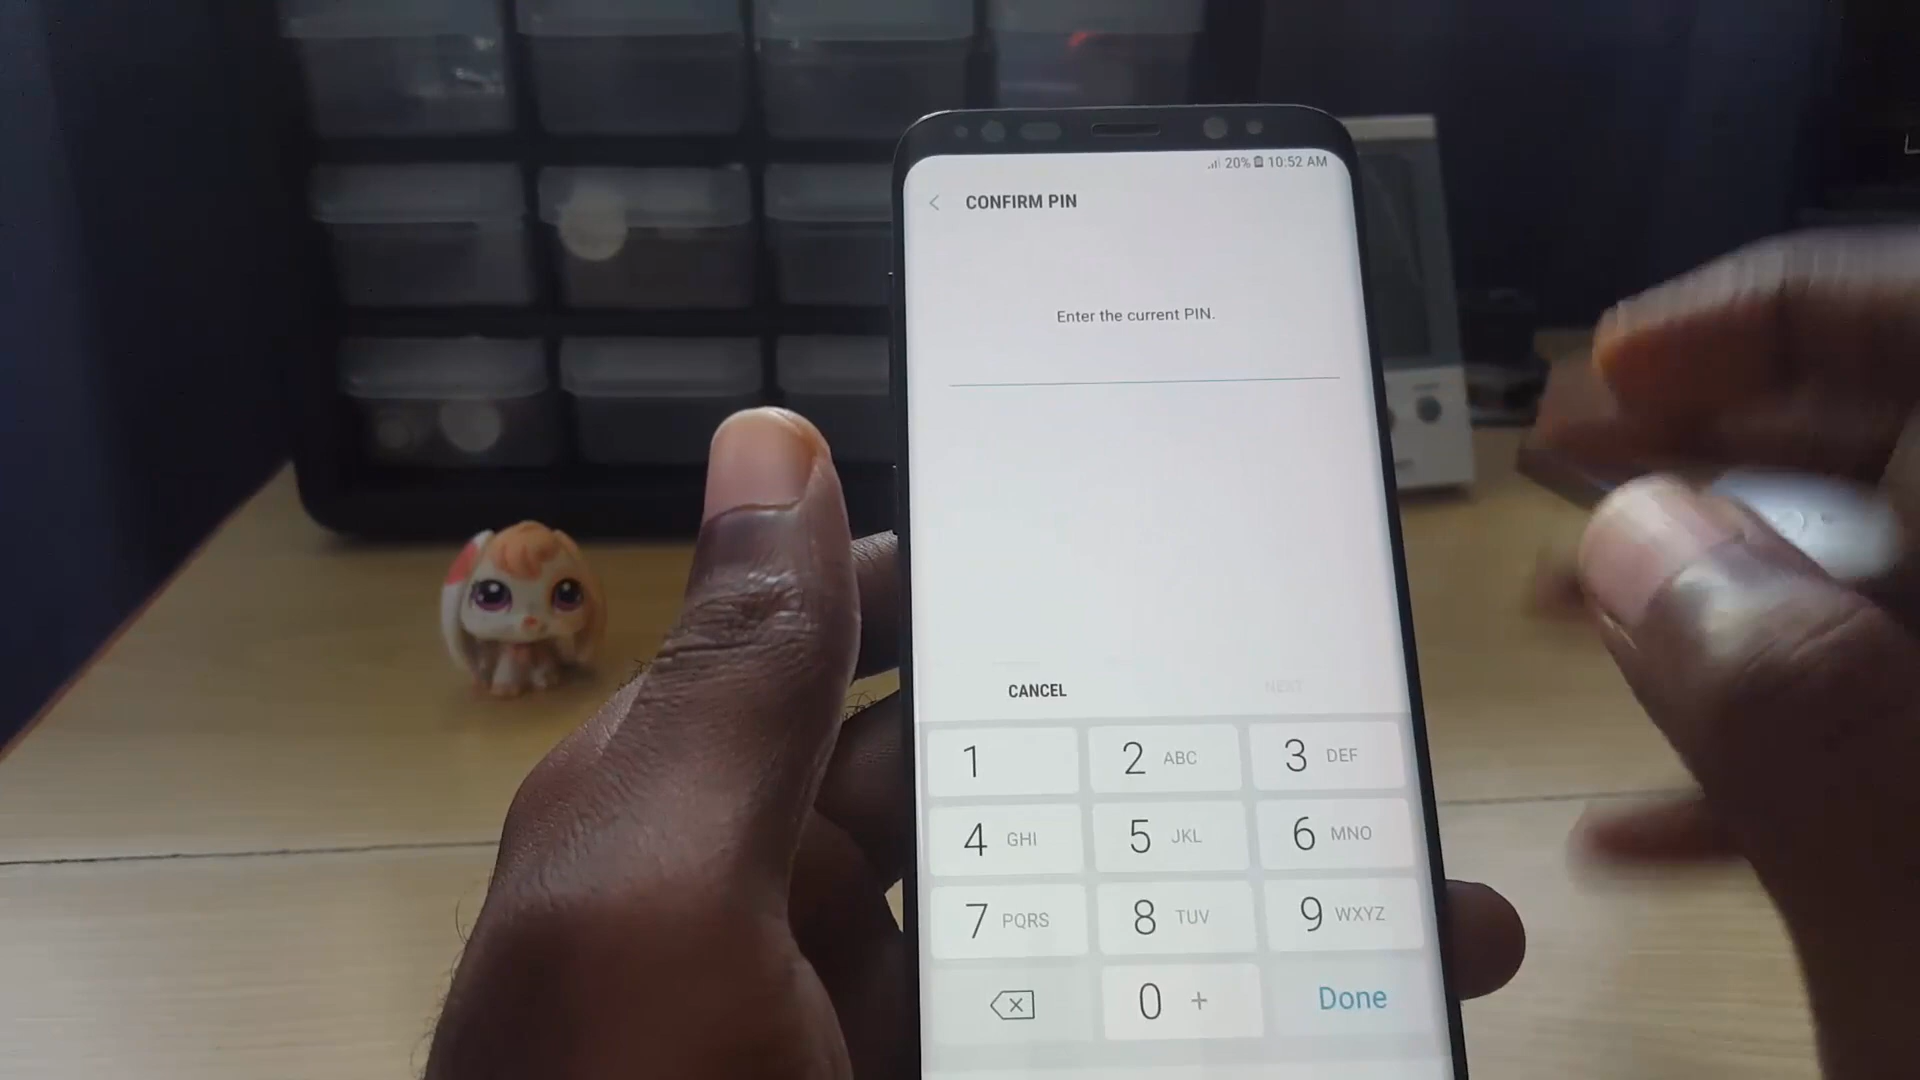 20% 10:52 AM
< CONFIRM PIN
Enter the current PIN.
CANCEL NEXT
1 2 ABC 3 DEF
4 GHI 5 JKL 6 MNO
7 PQRS 8 TUV 9 WXYZ
0 + Done